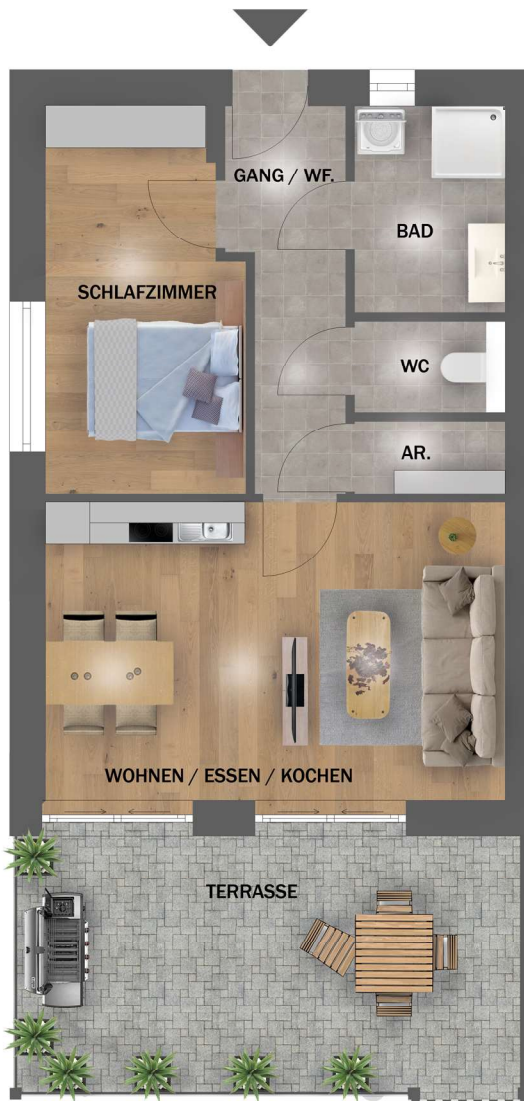 GANG / WF.
BAD
SCHLAFZIMMER
WC
AR.
WOHNEN / ESSEN / KOCHEN
TERRASSE